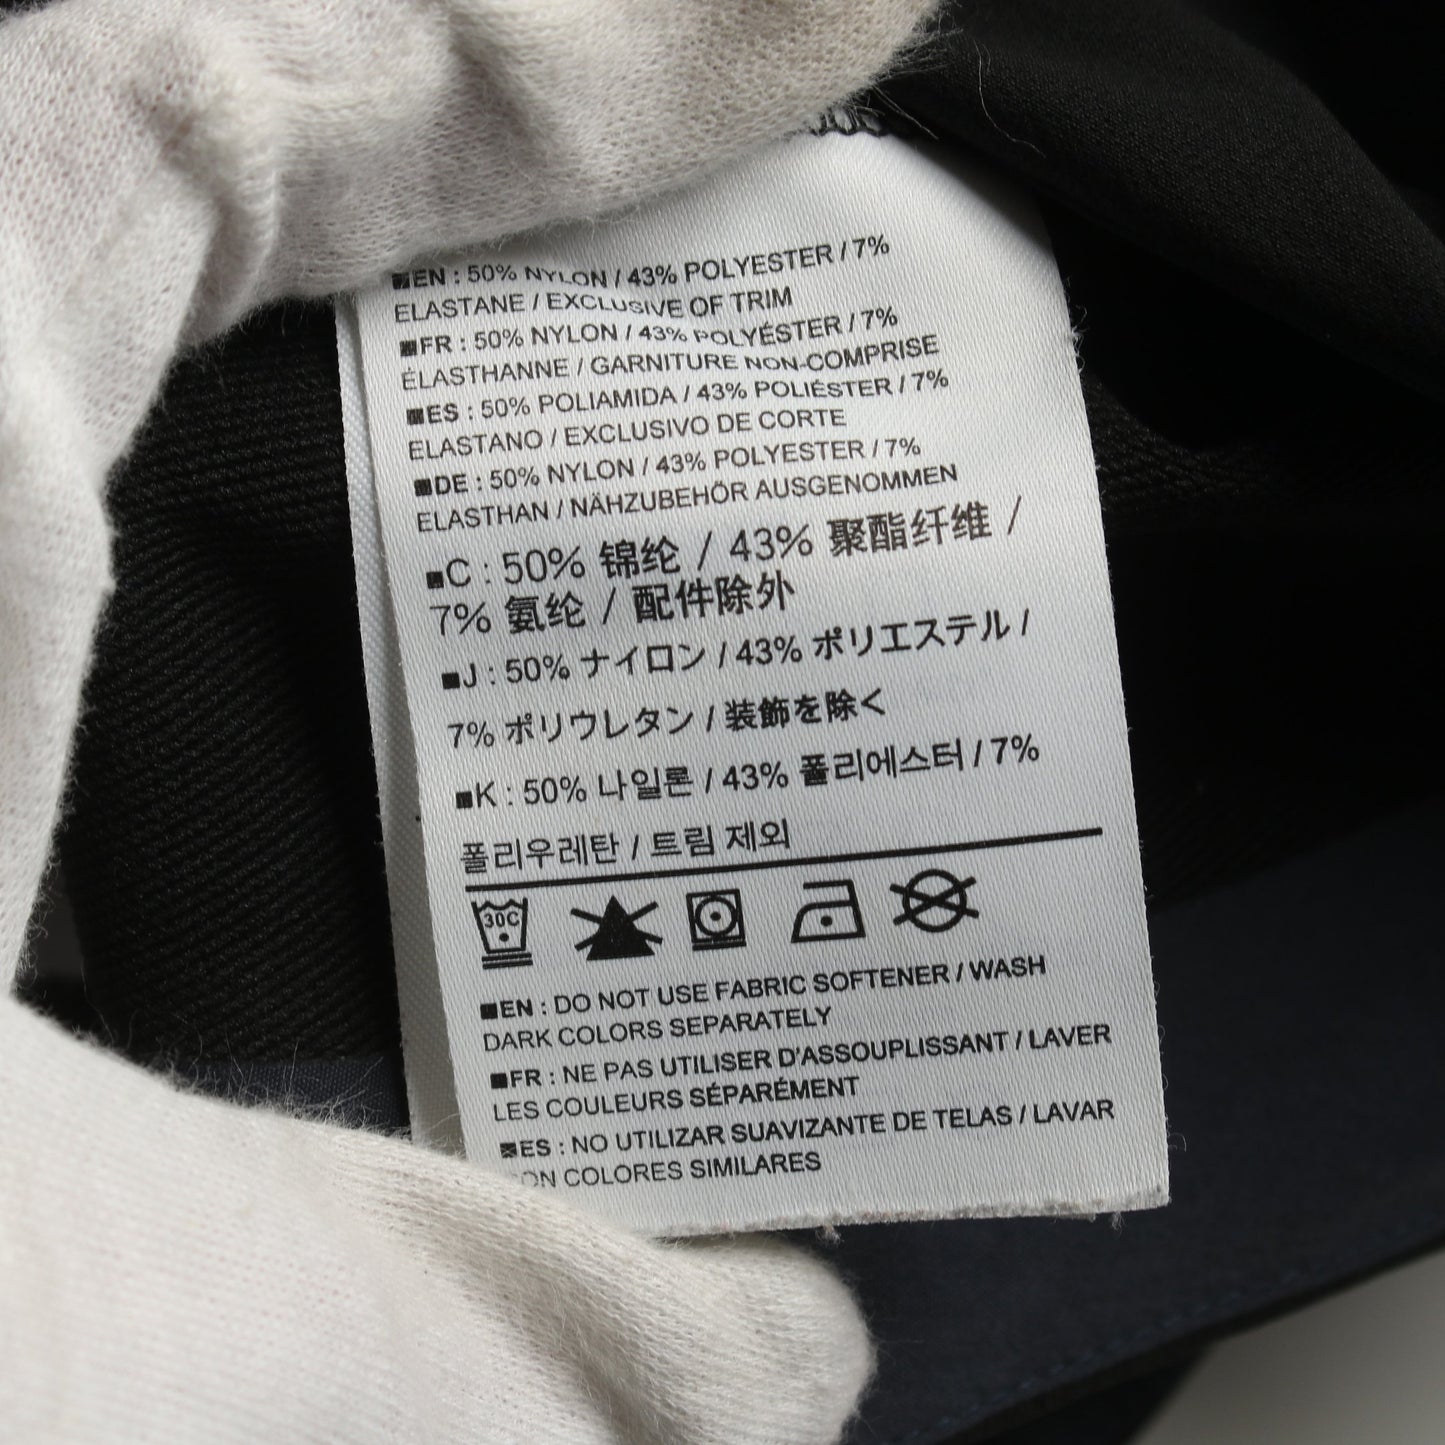 EN : 50% NYLON / 43% POLYESTER / 7%
ELASTANE / EXCLUSIVE OF TRIM
FR : 50% NYLON / 43% POLYÉSTER / 7%
ÉLASTHANNE / GARNITURE NON-COMPRISE
ES : 50% POLIAMIDA / 43% POLIÉSTER / 7%
ELASTANO / EXCLUSIVO DE CORTE
DE : 50% NYLON / 43% POLYESTER / 7%
ELASTHAN / NÄHZUBEHÖR AUSGENOMMEN
C : 50% 锦纶 / 43% 聚酯纤维 /
7% 氨纶 / 配件除外
J : 50% ナイロン / 43% ポリエステル /
7% ポリウレタン / 装飾を除く
K : 50% 나일론 / 43% 폴리에스터 / 7%
폴리우레탄 / 트림 제외
30C
EN : DO NOT USE FABRIC SOFTENER / WASH
DARK COLORS SEPARATELY
FR : NE PAS UTILISER D'ASSOUPLISSANT / LAVER
LES COULEURS SÉPARÉMENT
ES : NO UTILIZAR SUAVIZANTE DE TELAS / LAVAR
COLORES SIMILARES